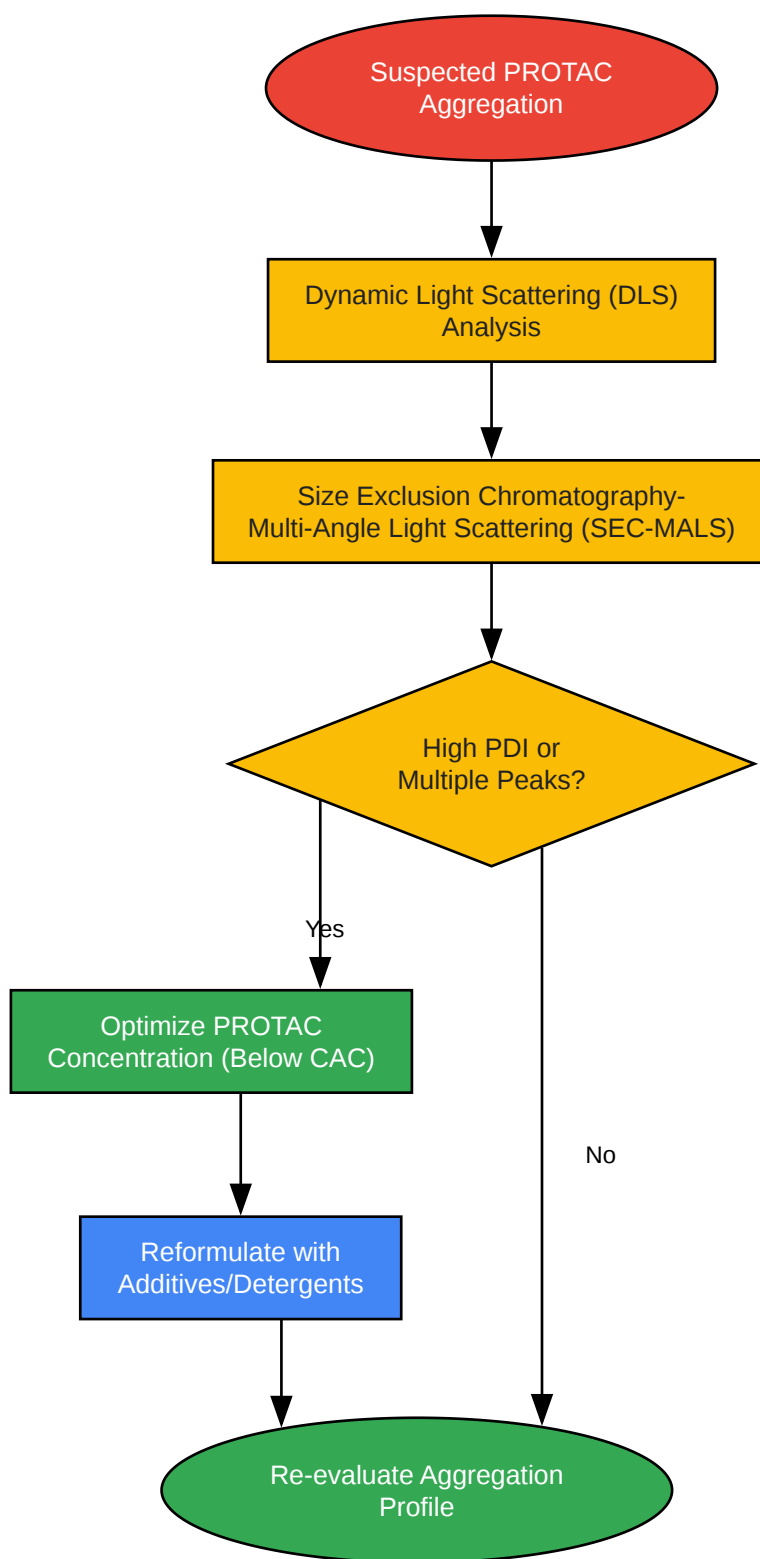 Suspected PROTAC
Aggregation
Dynamic Light Scattering (DLS)
Analysis
Size Exclusion Chromatography-
Multi-Angle Light Scattering (SEC-MALS)
High PDI or
Multiple Peaks?
Yes
Optimize PROTAC
Concentration (Below CAC)
No
Reformulate with
Additives/Detergents
Re-evaluate Aggregation
Profile